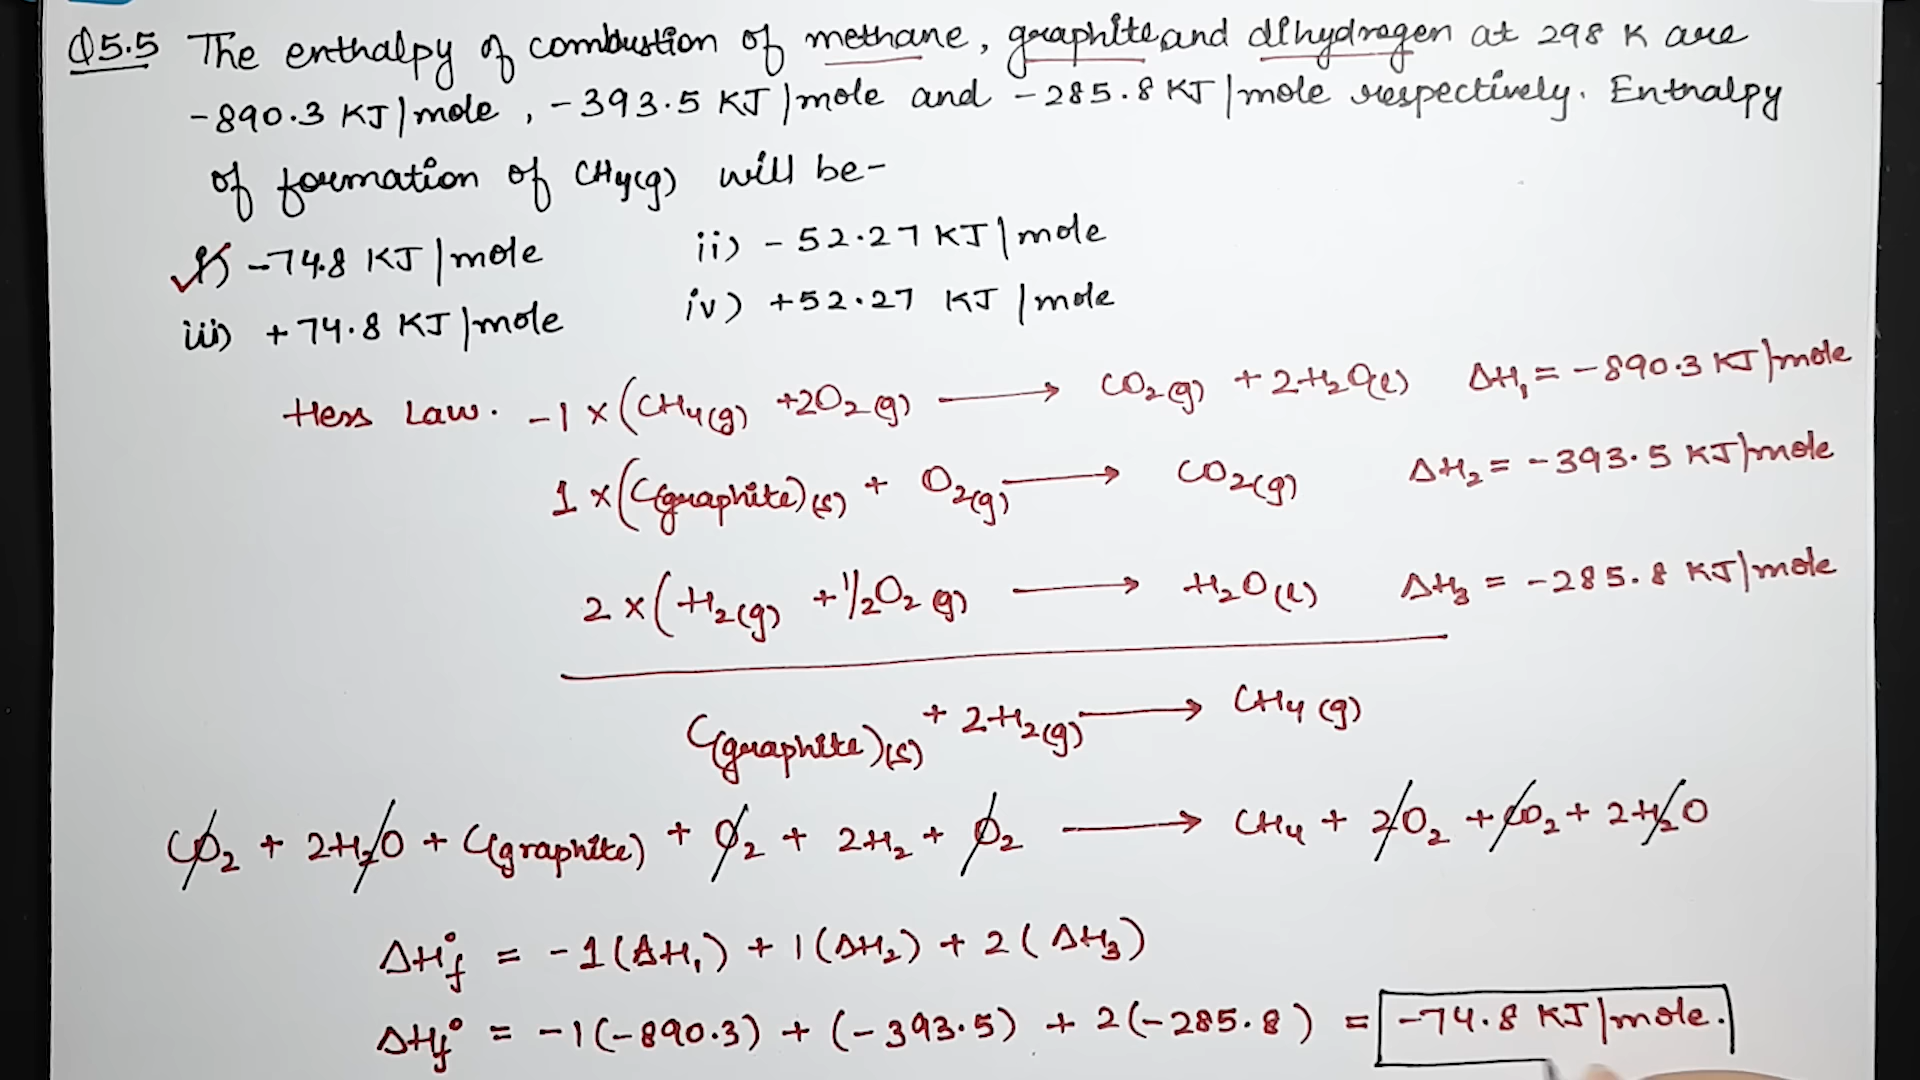 Q5.5 The enthalpy of combustion of methane, graphite and dihydrogen at 298 K are
-890.3 KJ/mole, -393.5 KJ/mole and -285.8 KJ/mole respectively. Enthalpy
of formation of CH4(g) will be-
i) -74.8 KJ/mole ii) -52.27 KJ/mole
iii) +74.8 KJ/mole iv) +52.27 KJ/mole
Hess Law. -1 × (CH4(g) +2O2(g) ⟶ CO2(g) + 2H2O(l) ΔH1 = -890.3 KJ/mole
1 × (C(graphite)(s) + O2(g) ⟶ CO2(g) ΔH2 = -393.5 KJ/mole
2 × (H2(g) + 1/2O2(g) ⟶ H2O(l) ΔH3 = -285.8 KJ/mole
C(graphite)(s) + 2H2(g) ⟶ CH4(g)
CO2 + 2H2O + C(graphite) + O2 + 2H2 + O2 ⟶ CH4 + 2O2 + CO2 + 2H2O
ΔH°f = -1(ΔH1) + 1(ΔH2) + 2(ΔH3)
ΔHf° = -1(-890.3) + (-393.5) + 2(-285.8) = -74.8 KJ/mole.